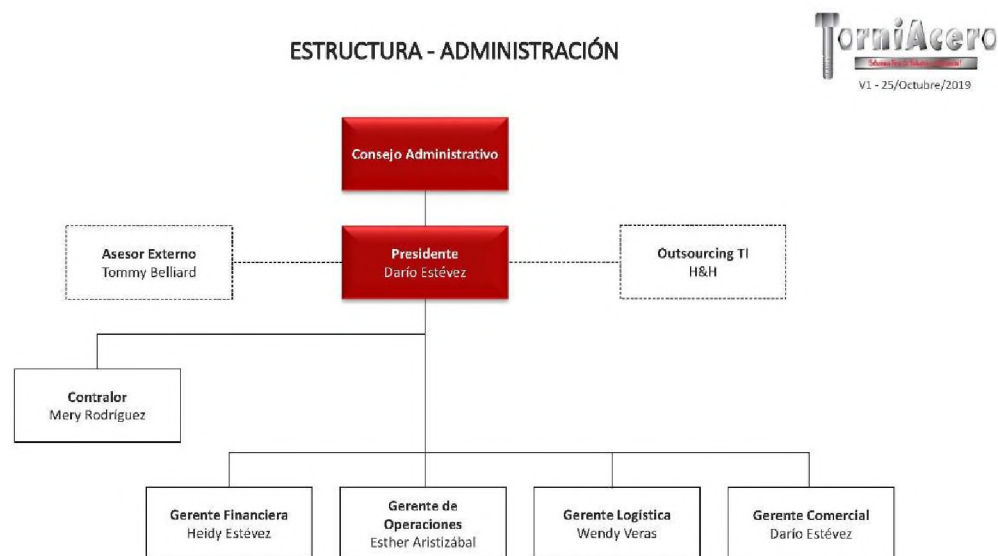 ESTRUCTURA - ADMINISTRACIÓN
TorniAcero
V1 - 25/Octubre/2019
Consejo Administrativo
Asesor Externo
Tommy Belliard
Presidente
Darío Estévez
Outsourcing TI
H&H
Contralor
Mery Rodríguez
Gerente Financiera
Heidy Estévez
Gerente de
Operaciones
Esther Aristizábal
Gerente Logística
Wendy Veras
Gerente Comercial
Darío Estévez